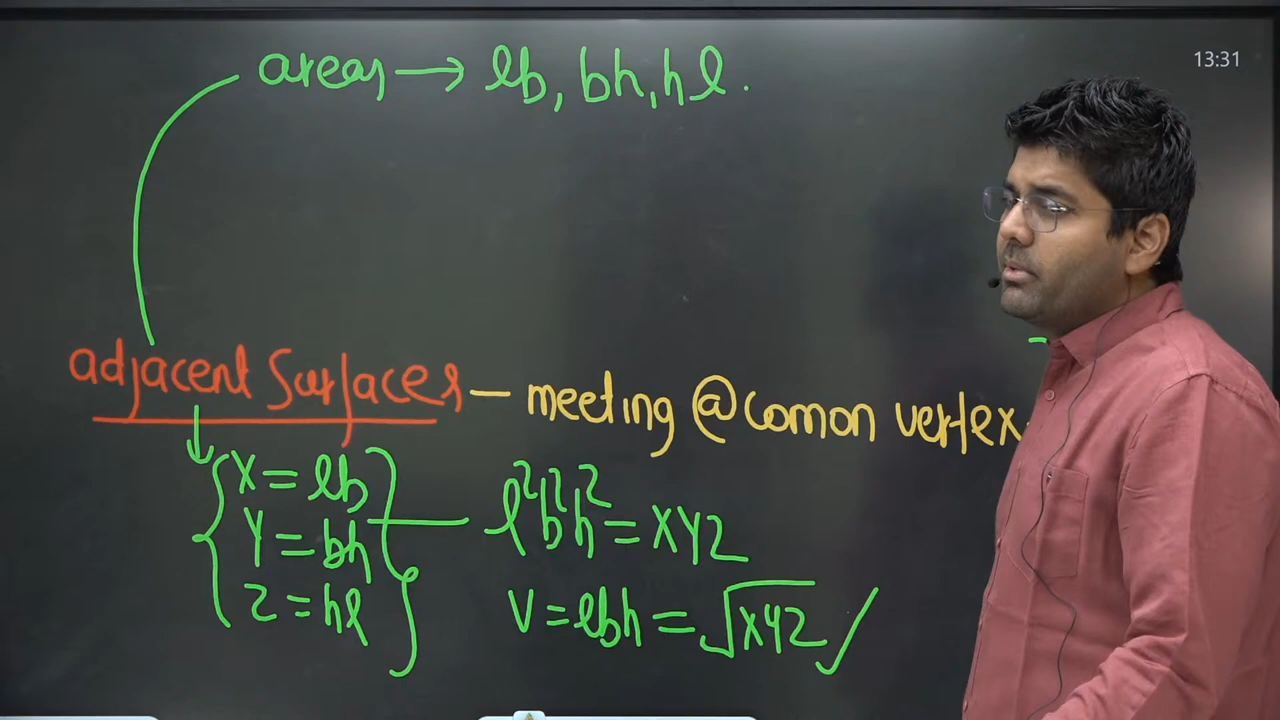 13:31
areas → lb, bh, hl.
adjacent Surfaces — meeting @ comon vertex.
X = lb
Y = bh
Z = hl
l²b²h² = XYZ
V = lbh = √XYZ